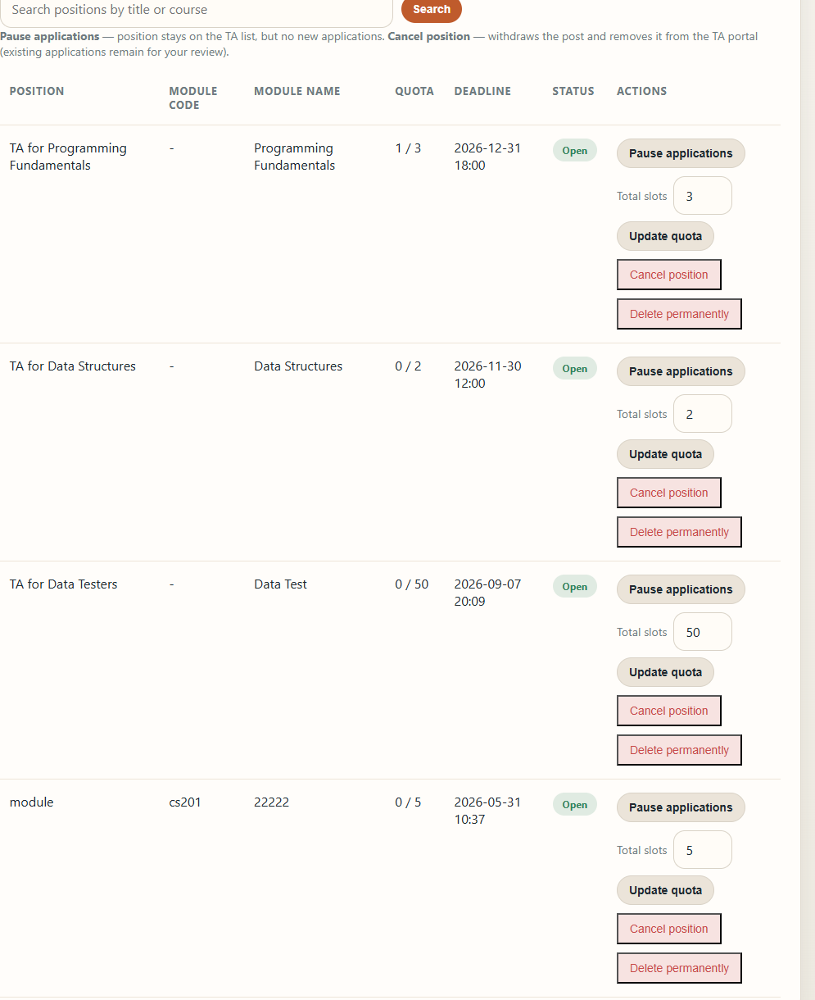 Search positions by title or course
Search
Pause applications — position stays on the TA list, but no new applications. Cancel position — withdraws the post and removes it from the TA portal
(existing applications remain for your review).
POSITION MODULE CODE MODULE NAME QUOTA DEADLINE STATUS ACTIONS
TA for Programming Fundamentals
-
Programming Fundamentals
1 / 3
2026-12-31 18:00
Open
Pause applications
Total slots 3
Update quota
Cancel position
Delete permanently
TA for Data Structures
-
Data Structures
0 / 2
2026-11-30 12:00
Open
Pause applications
Total slots 2
Update quota
Cancel position
Delete permanently
TA for Data Testers
-
Data Test
0 / 50
2026-09-07 20:09
Open
Pause applications
Total slots 50
Update quota
Cancel position
Delete permanently
module
cs201
22222
0 / 5
2026-05-31 10:37
Open
Pause applications
Total slots 5
Update quota
Cancel position
Delete permanently